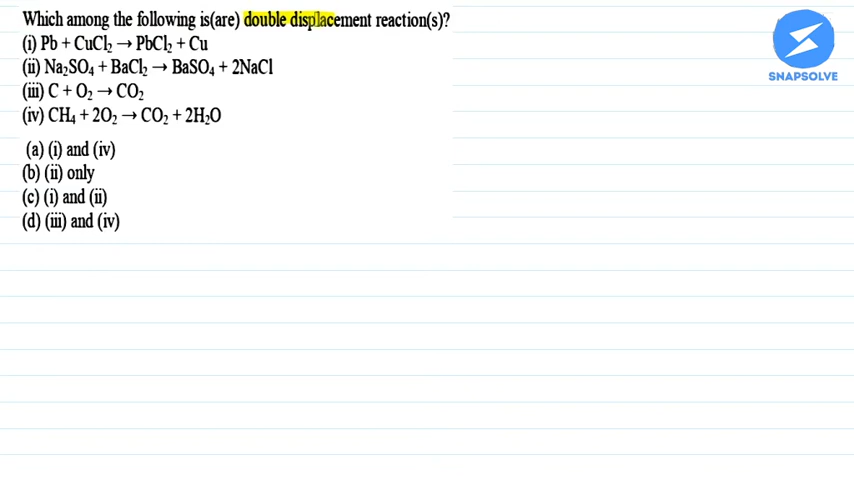 Which among the following is(are) double displacement reaction(s)?
(i) Pb + CuCl₂ → PbCl₂ + Cu
(ii) Na₂SO₄ + BaCl₂ → BaSO₄ + 2NaCl
(iii) C + O₂ → CO₂
(iv) CH₄ + 2O₂ → CO₂ + 2H₂O
(a) (i) and (iv)
(b) (ii) only
(c) (i) and (ii)
(d) (iii) and (iv)
SNAPSOLVE